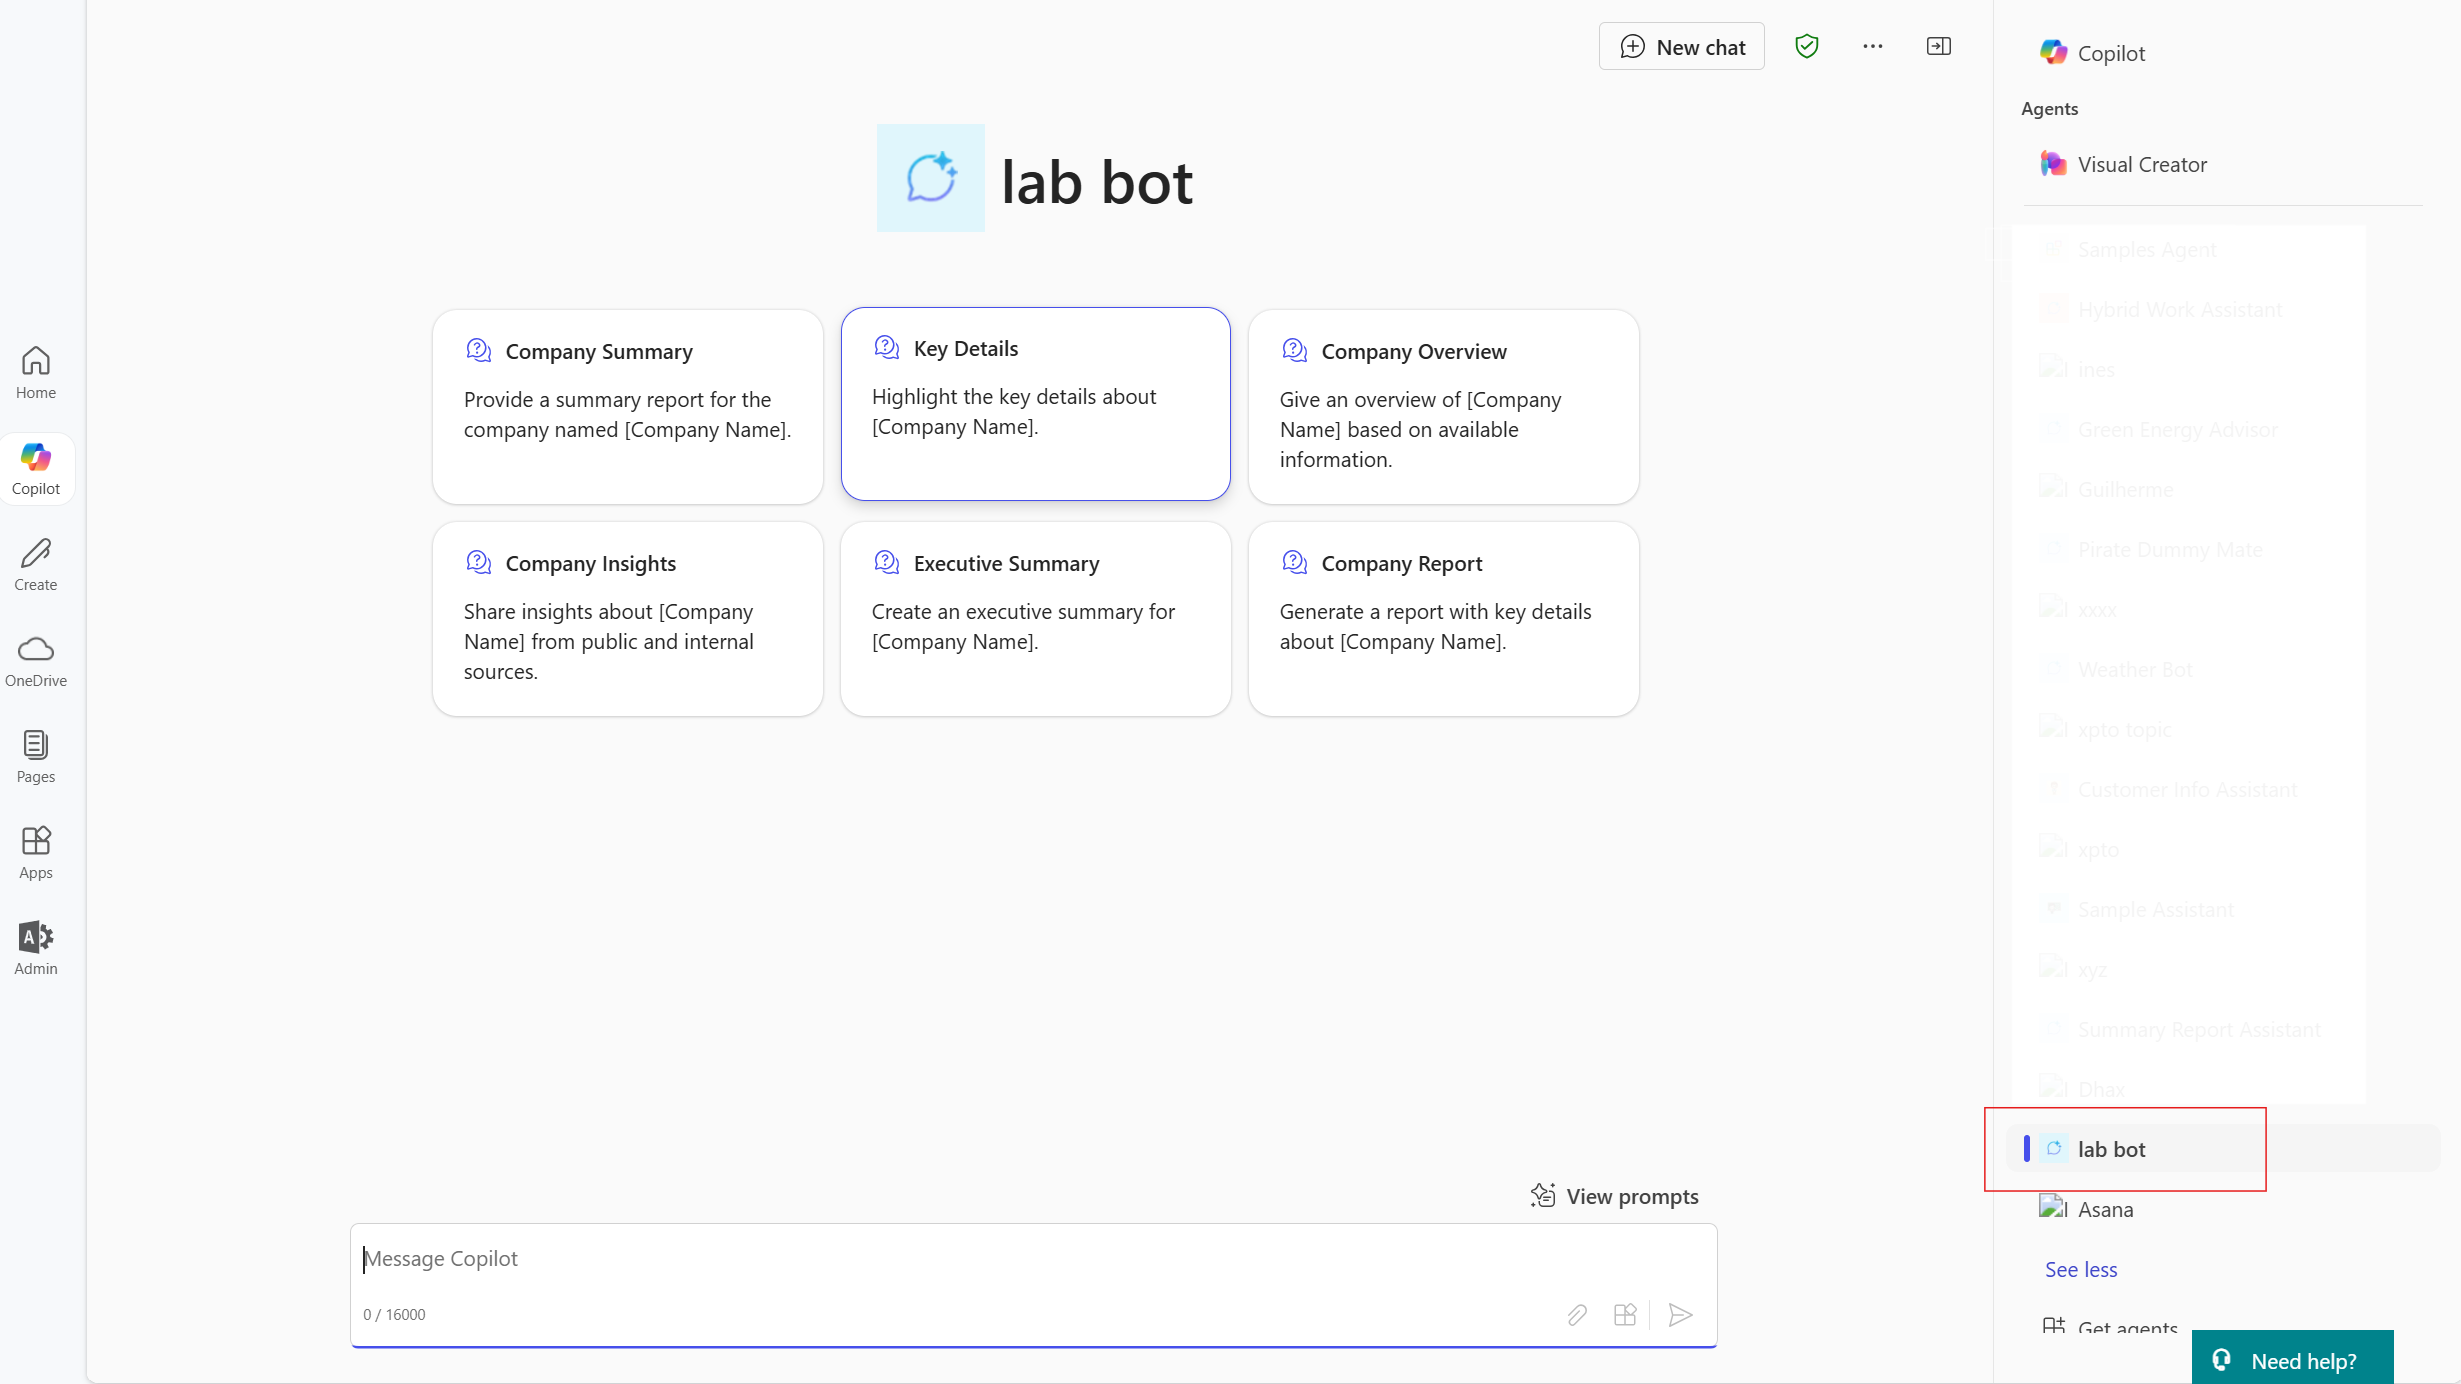 New chat
lab bot
Company Summary
Provide a summary report for the
company named [Company Name].
Key Details
Highlight the key details about
[Company Name].
Company Overview
Give an overview of [Company
Name] based on available
information.
Company Insights
Share insights about [Company
Name] from public and internal
sources.
Executive Summary
Create an executive summary for
[Company Name].
Company Report
Generate a report with key details
about [Company Name].
View prompts
Message Copilot
0 / 16000
Home
Copilot
Create
OneDrive
Pages
Apps
Admin
Copilot
Agents
Visual Creator
Samples Agent
Hybrid Work Assistant
ines
Green Energy Advisor
Guilherme
Pirate Dummy Mate
xxxx
Weather Bot
xpto topic
Customer Info Assistant
xpto
Sample Assistant
xyz
Summary Report Assistant
Dhax
lab bot
Asana
See less
Get agents
Need help?